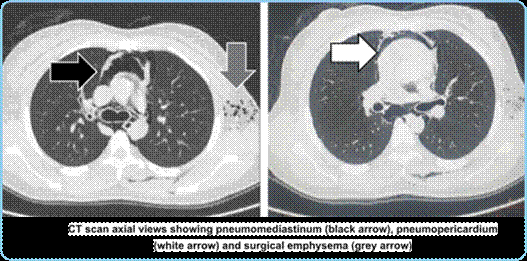 CT scan axial views showing pneumomediastinum (black arrow), pneumopericardium
(white arrow) and surgical emphysema (grey arrow)